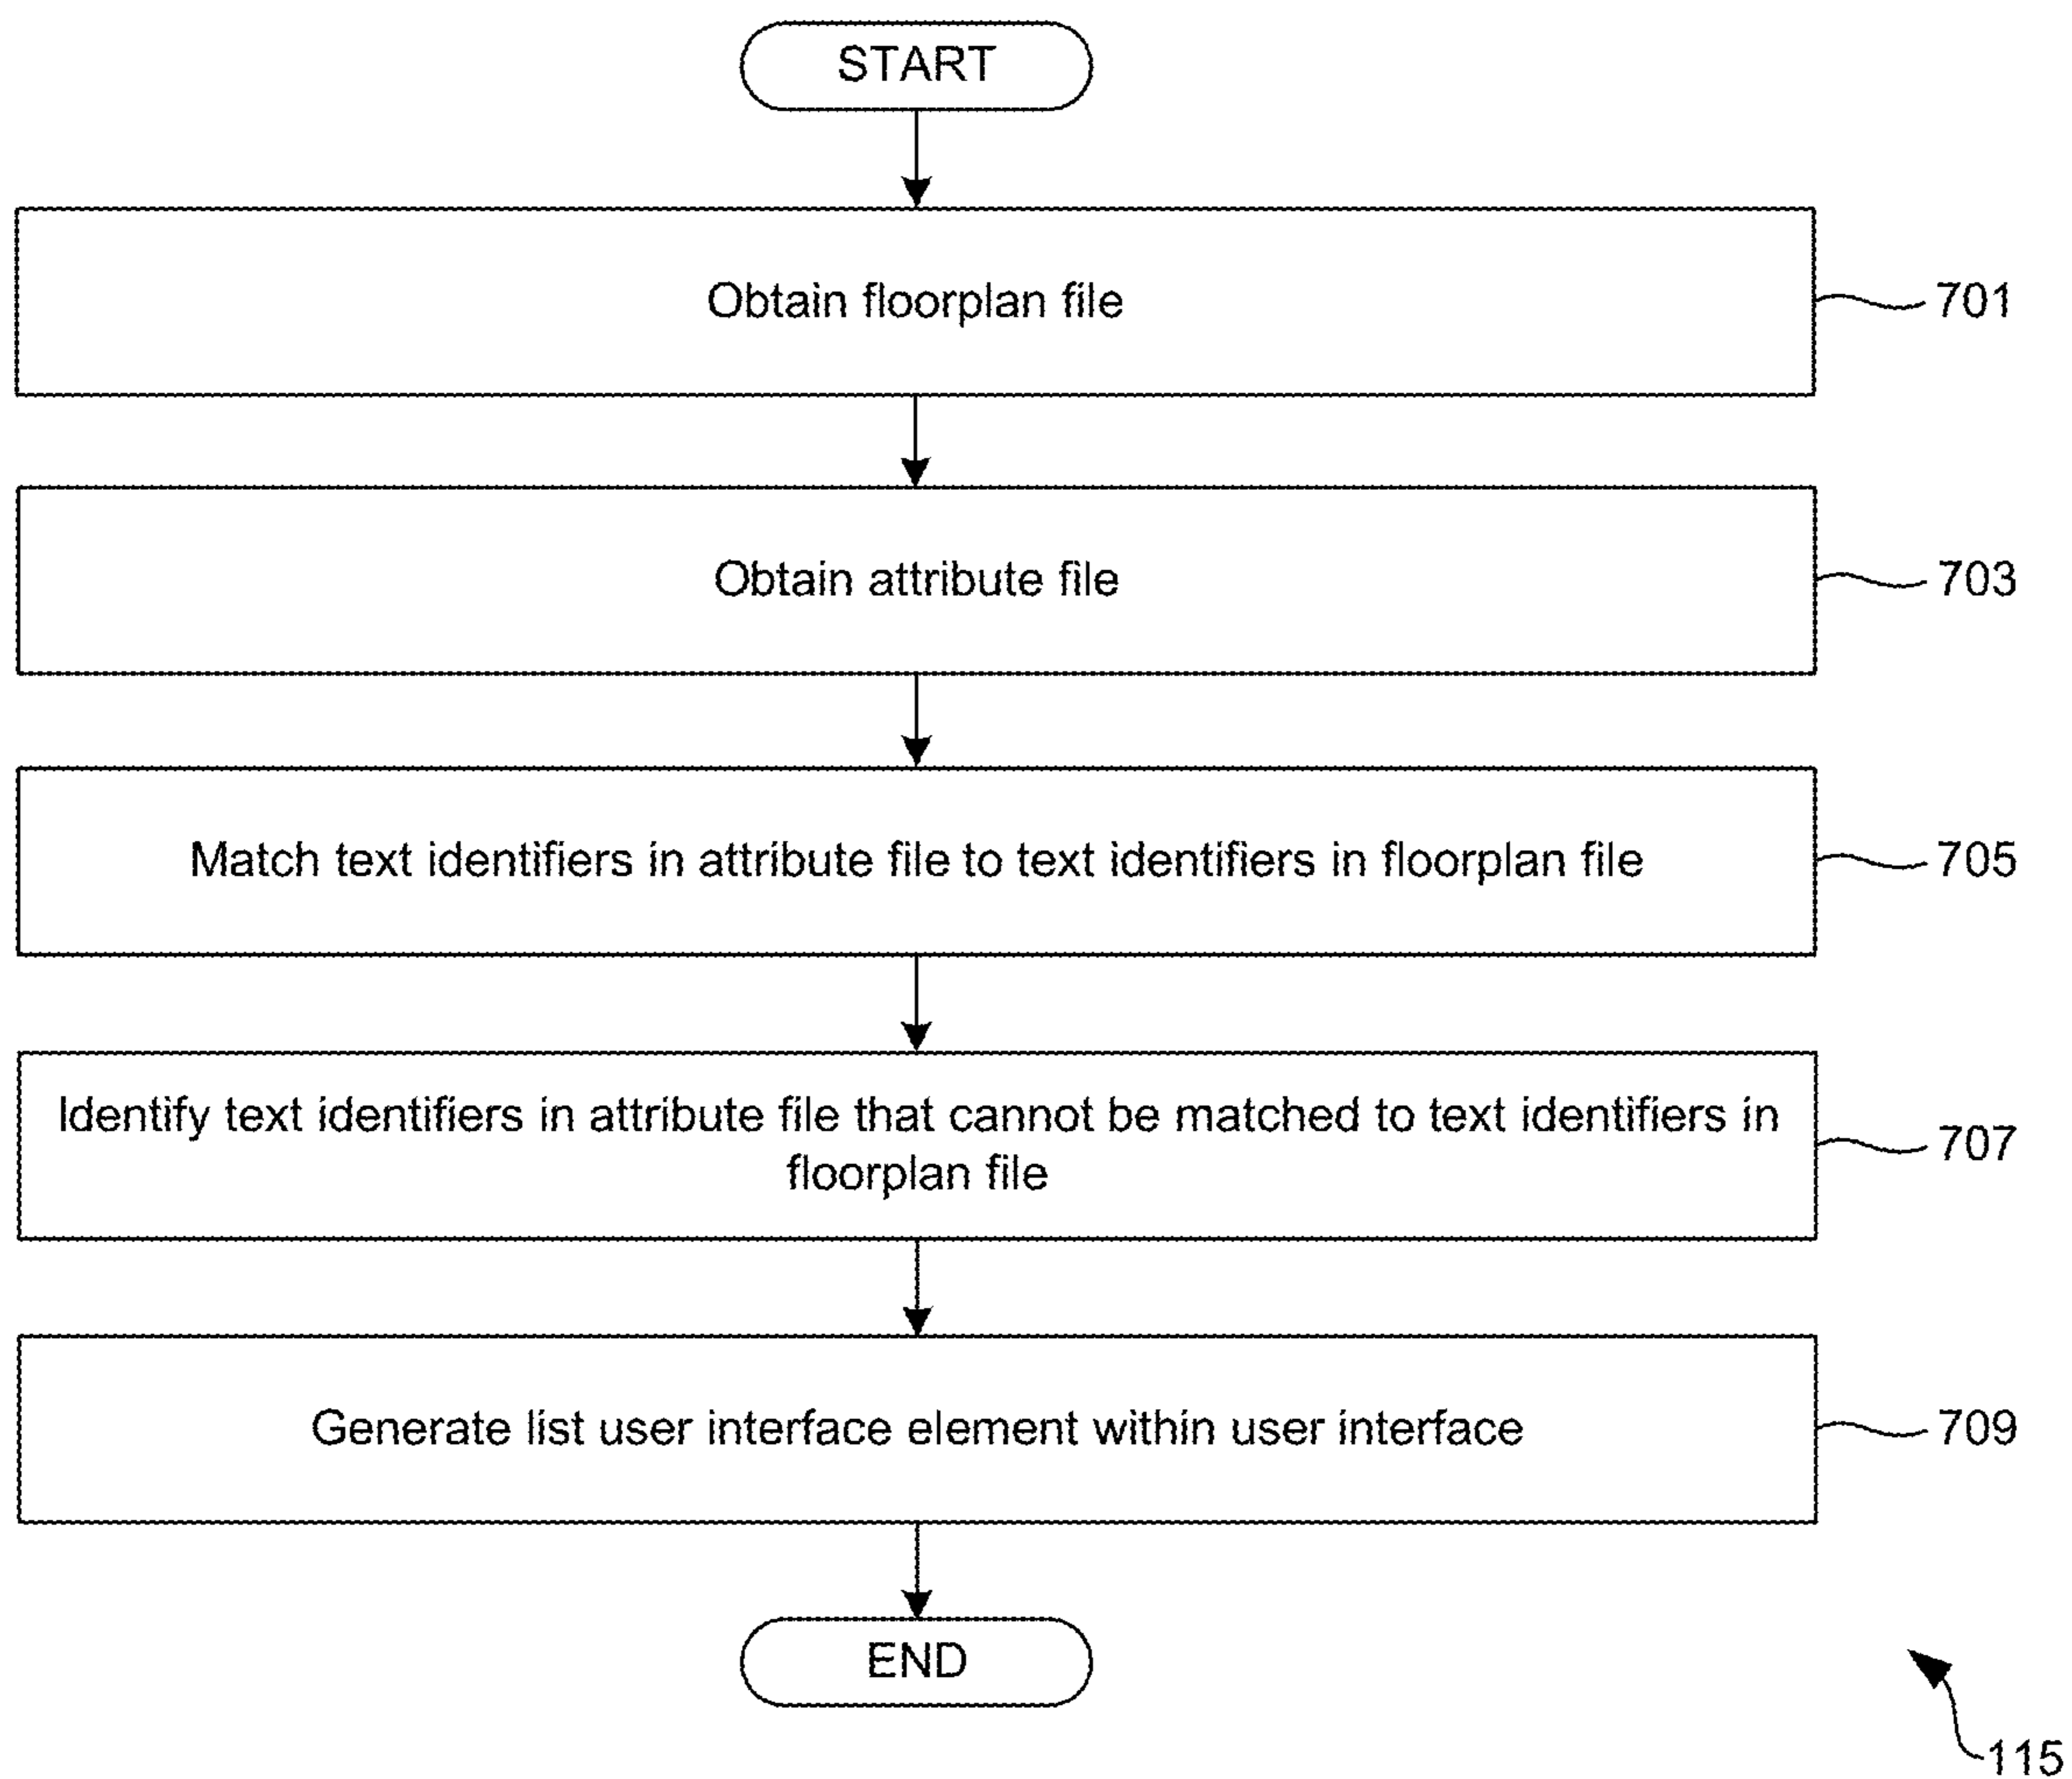 START
Obtain floorplan file
701
Obtain attribute file
703
Match text identifiers in attribute file to text identifiers in floorplan file
705
Identify text identifiers in attribute file that cannot be matched to text identifiers in
floorplan file
707
Generate list user interface element within user interface
709
END
115